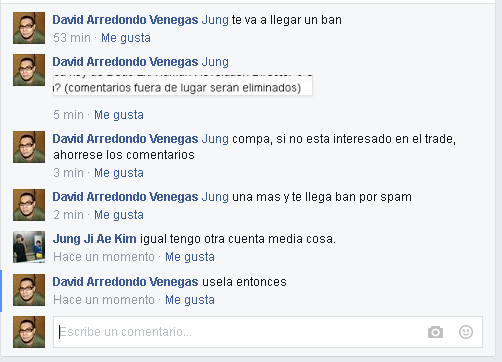 David Arredondo Venegas Jung te va a llegar un ban
53 min · Me gusta
David Arredondo Venegas Jung
? (comentarios fuera de lugar seran eliminados)
5 min · Me gusta
David Arredondo Venegas Jung compa, si no esta interesado en el trade,
ahorrese los comentarios
3 min · Me gusta
David Arredondo Venegas Jung una mas y te llega ban por spam
2 min · Me gusta
Jung Ji Ae Kim igual tengo otra cuenta media cosa.
Hace un momento · Me gusta
David Arredondo Venegas usela entonces
Hace un momento · Me gusta
Escribe un comentario...